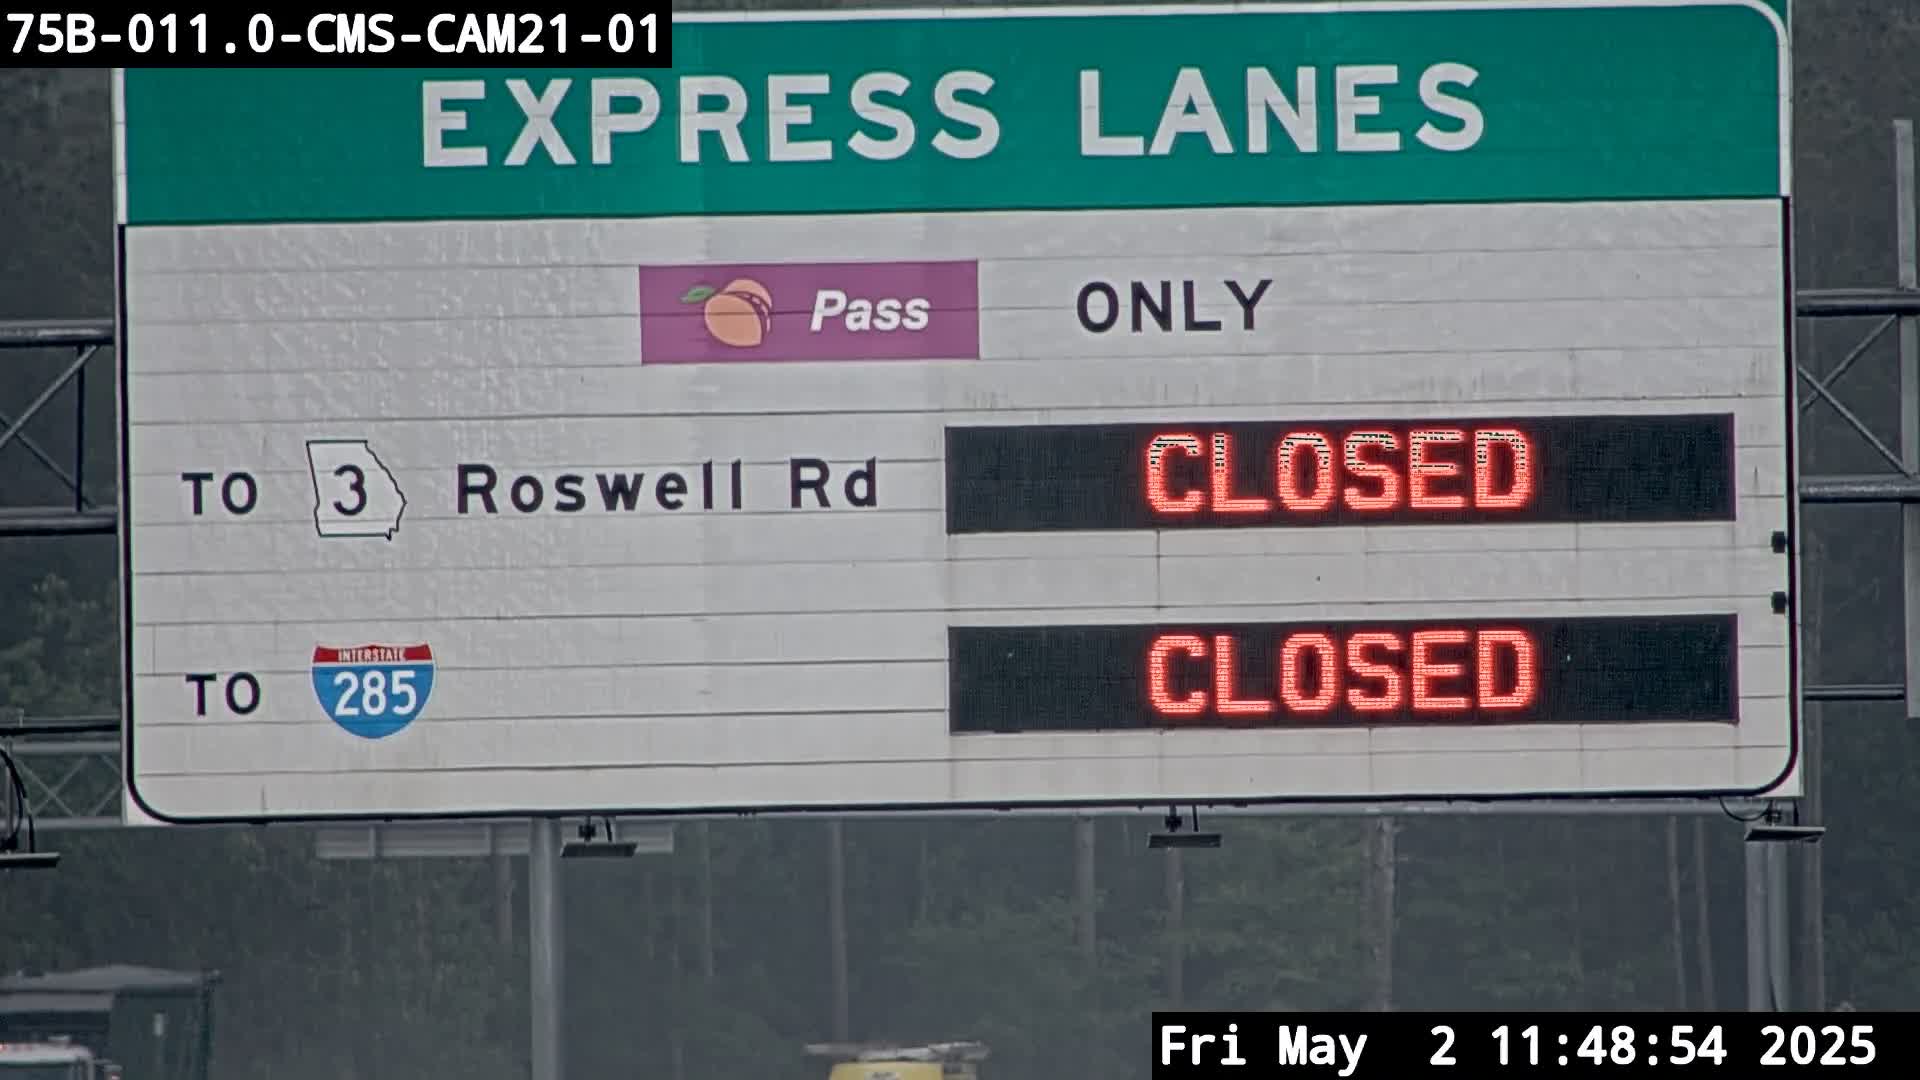 75B-011.0-CMS-CAM21-01
EXPRESS LANES
Pass ONLY
TO 3 Roswell Rd CLOSED
TO INTERSTATE 285 CLOSED
Fri May 2 11:48:54 2025